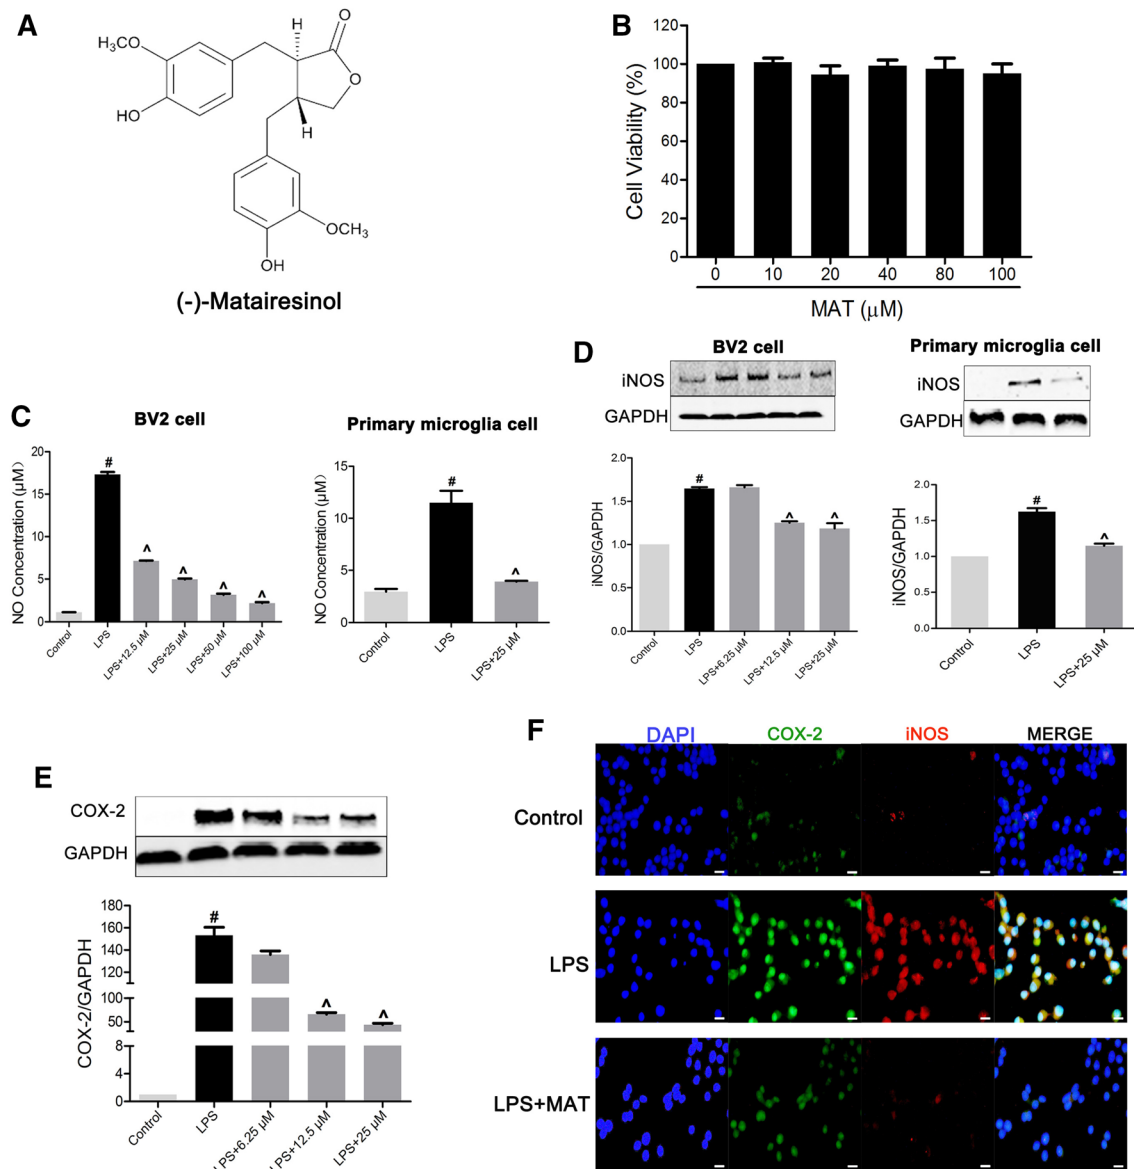 A
H₃CO
HO
H
O
O
H
OCH₃
OH
(-)-Matairesinol
B
Cell Viability (%)
120
100
80
60
40
20
0
0 10 20 40 80 100
MAT (μM)
C
BV2 cell
NO Concentration (μM)
20
15
10
5
0
#
^
^
^
^
Control LPS LPS+12.5 μM LPS+25 μM LPS+50 μM LPS+100 μM
Primary microglia cell
NO Concentration (μM)
15
10
5
0
#
^
Control LPS LPS+25 μM
D
BV2 cell
iNOS
GAPDH
iNOS/GAPDH
2.0
1.5
1.0
0.5
0.0
#
^
^
Control LPS LPS+6.25 μM LPS+12.5 μM LPS+25 μM
Primary microglia cell
iNOS
GAPDH
iNOS/GAPDH
2.0
1.5
1.0
0.5
0.0
#
^
Control LPS LPS+25 μM
E
COX-2
GAPDH
COX-2/GAPDH
180
160
140
120
100
50
8
4
0
#
^
^
Control LPS LPS+6.25 μM LPS+12.5 μM LPS+25 μM
F
DAPI COX-2 iNOS MERGE
Control
LPS
LPS+MAT